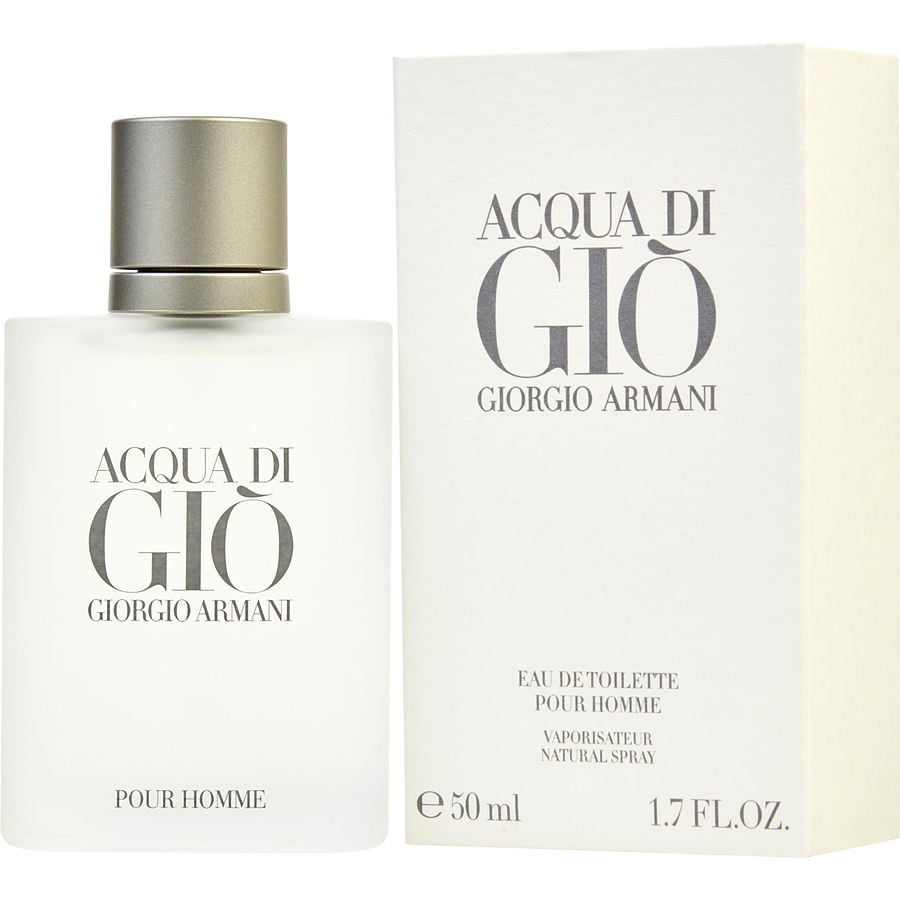 ACQUA DI
GIÒ
GIORGIO ARMANI
POUR HOMME
ACQUA DI
GIÒ
GIORGIO ARMANI
EAU DE TOILETTE
POUR HOMME
VAPORISATEUR
NATURAL SPRAY
℮ 50 ml 1.7 FL.OZ.